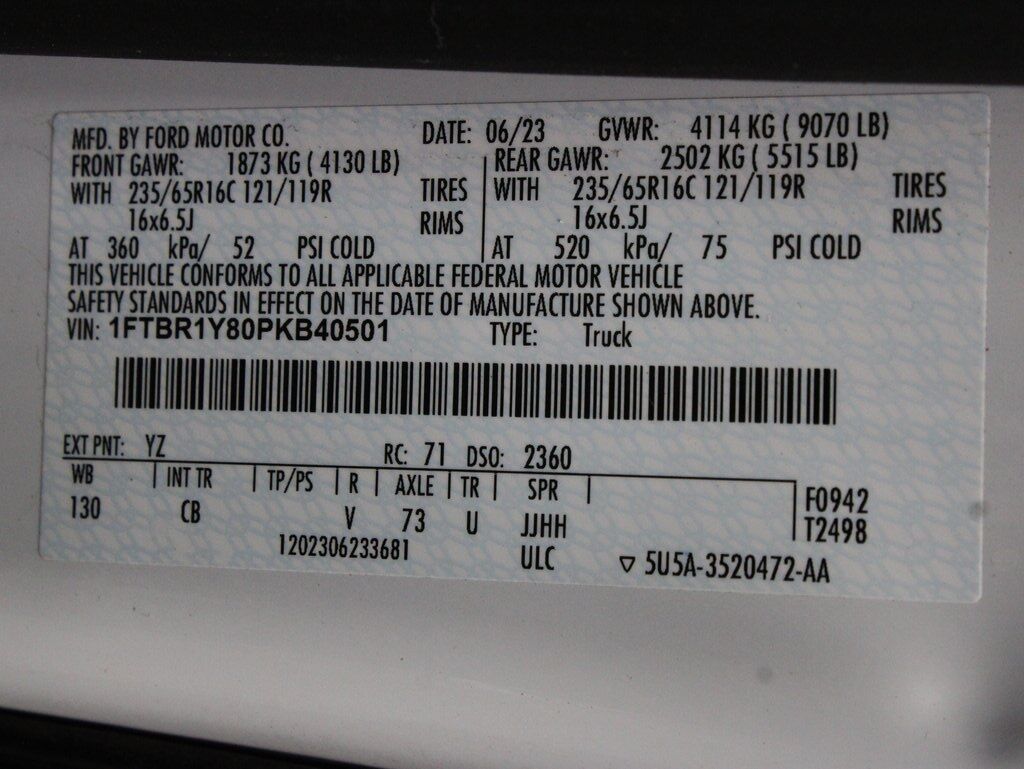 MFD. BY FORD MOTOR CO. DATE: 06/23 GVWR: 4114 KG ( 9070 LB)
FRONT GAWR: 1873 KG ( 4130 LB) REAR GAWR: 2502 KG ( 5515 LB)
WITH 235/65R16C 121/119R TIRES WITH 235/65R16C 121/119R TIRES
16x6.5J RIMS 16x6.5J RIMS
AT 360 kPa/ 52 PSI COLD AT 520 kPa/ 75 PSI COLD
THIS VEHICLE CONFORMS TO ALL APPLICABLE FEDERAL MOTOR VEHICLE
SAFETY STANDARDS IN EFFECT ON THE DATE OF MANUFACTURE SHOWN ABOVE.
VIN: 1FTBR1Y80PKB40501 TYPE: Truck
EXT PNT: YZ RC: 71 DSO: 2360
WB INT TR TP/PS R AXLE TR SPR F0942
130 CB V 73 U JJHH T2498
1202306233681 ULC ▽ 5U5A-3520472-AA